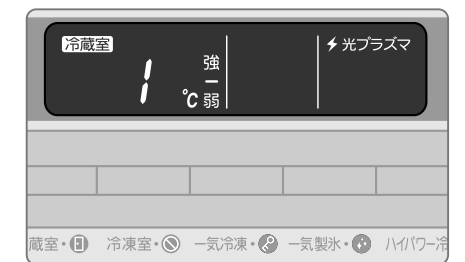 冷蔵室
1 ℃
強
弱
光プラズマ
蔵室・ 冷凍室・ 一気冷凍・ 一気製氷・ ハイパワー冷